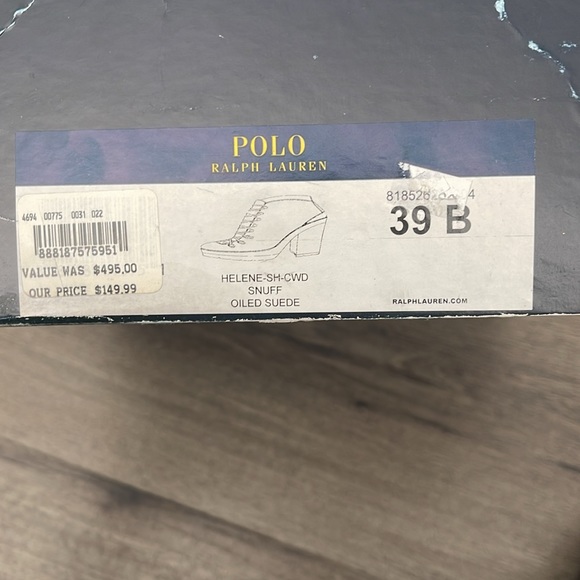 POLO
RALPH LAUREN
4694 00775 0031 022
888187575951
VALUE WAS $495.00
OUR PRICE $149.99
HELENE-SH-CWD
SNUFF
OILED SUEDE
39 B
RALPHLAUREN.COM